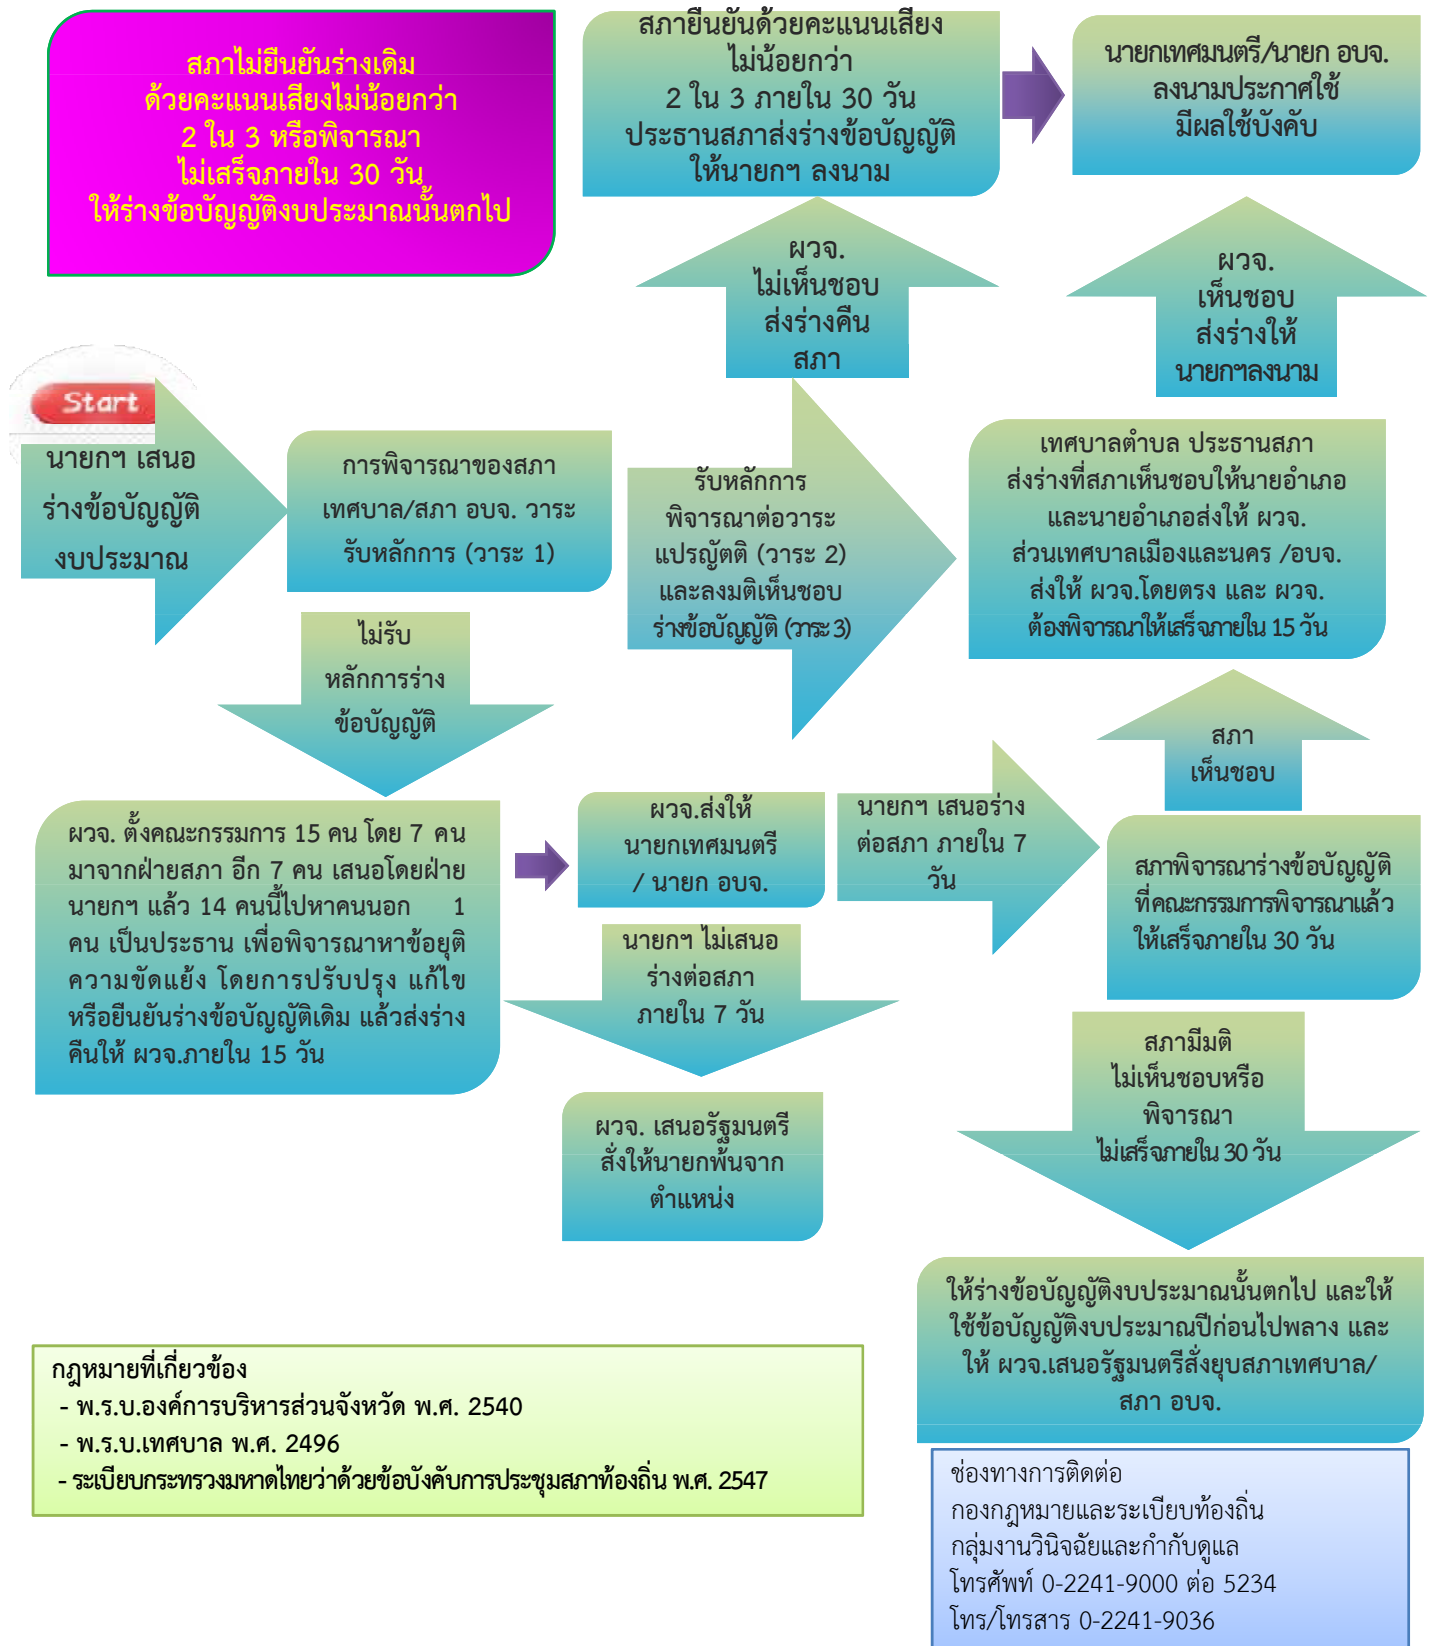 สภาไม่ยืนยันร่างเดิม
ด้วยคะแนนเสียงไม่น้อยกว่า
2 ใน 3 หรือพิจารณา
ไม่เสร็จภายใน 30 วัน
ให้ร่างข้อบัญญัติงบประมาณนั้นตกไป
สภายืนยันด้วยคะแนนเสียง
ไม่น้อยกว่า
2 ใน 3 ภายใน 30 วัน
ประธานสภาส่งร่างข้อบัญญัติ
ให้นายกฯ ลงนาม
นายกเทศมนตรี/นายก อบจ.
ลงนามประกาศใช้
มีผลใช้บังคับ
ผวจ.
ไม่เห็นชอบ
ส่งร่างคืน
สภา
ผวจ.
เห็นชอบ
ส่งร่างให้
นายกฯลงนาม
Start
นายกฯ เสนอ
ร่างข้อบัญญัติ
งบประมาณ
การพิจารณาของสภา
เทศบาล/สภา อบจ. วาระ
รับหลักการ (วาระ 1)
รับหลักการ
พิจารณาต่อวาระ
แปรญัตติ (วาระ 2)
และลงมติเห็นชอบ
ร่างข้อบัญญัติ (วาระ 3)
เทศบาลตำบล ประธานสภา
ส่งร่างที่สภาเห็นชอบให้นายอำเภอ
และนายอำเภอส่งให้ ผวจ.
ส่วนเทศบาลเมืองและนคร /อบจ.
ส่งให้ ผวจ.โดยตรง และ ผวจ.
ต้องพิจารณาให้เสร็จภายใน 15 วัน
ไม่รับ
หลักการร่าง
ข้อบัญญัติ
สภา
เห็นชอบ
ผวจ. ตั้งคณะกรรมการ 15 คน โดย 7 คน
มาจากฝ่ายสภา อีก 7 คน เสนอโดยฝ่าย
นายกฯ แล้ว 14 คนนี้ไปหาคนนอก 1
คน เป็นประธาน เพื่อพิจารณาหาข้อยุติ
ความขัดแย้ง โดยการปรับปรุง แก้ไข
หรือยืนยันร่างข้อบัญญัติเดิม แล้วส่งร่าง
คืนให้ ผวจ.ภายใน 15 วัน
ผวจ.ส่งให้
นายกเทศมนตรี
/ นายก อบจ.
นายกฯ เสนอร่าง
ต่อสภา ภายใน 7
วัน
สภาพิจารณาร่างข้อบัญญัติ
ที่คณะกรรมการพิจารณาแล้ว
ให้เสร็จภายใน 30 วัน
นายกฯ ไม่เสนอ
ร่างต่อสภา
ภายใน 7 วัน
สภามีมติ
ไม่เห็นชอบหรือ
พิจารณา
ไม่เสร็จภายใน 30 วัน
ผวจ. เสนอรัฐมนตรี
สั่งให้นายกพ้นจาก
ตำแหน่ง
ให้ร่างข้อบัญญัติงบประมาณนั้นตกไป และให้
ใช้ข้อบัญญัติงบประมาณปีก่อนไปพลาง และ
ให้ ผวจ.เสนอรัฐมนตรีสั่งยุบสภาเทศบาล/
สภา อบจ.
กฎหมายที่เกี่ยวข้อง
- พ.ร.บ.องค์การบริหารส่วนจังหวัด พ.ศ. 2540
- พ.ร.บ.เทศบาล พ.ศ. 2496
- ระเบียบกระทรวงมหาดไทยว่าด้วยข้อบังคับการประชุมสภาท้องถิ่น พ.ศ. 2547
ช่องทางการติดต่อ
กองกฎหมายและระเบียบท้องถิ่น
กลุ่มงานวินิจฉัยและกำกับดูแล
โทรศัพท์ 0-2241-9000 ต่อ 5234
โทร/โทรสาร 0-2241-9036